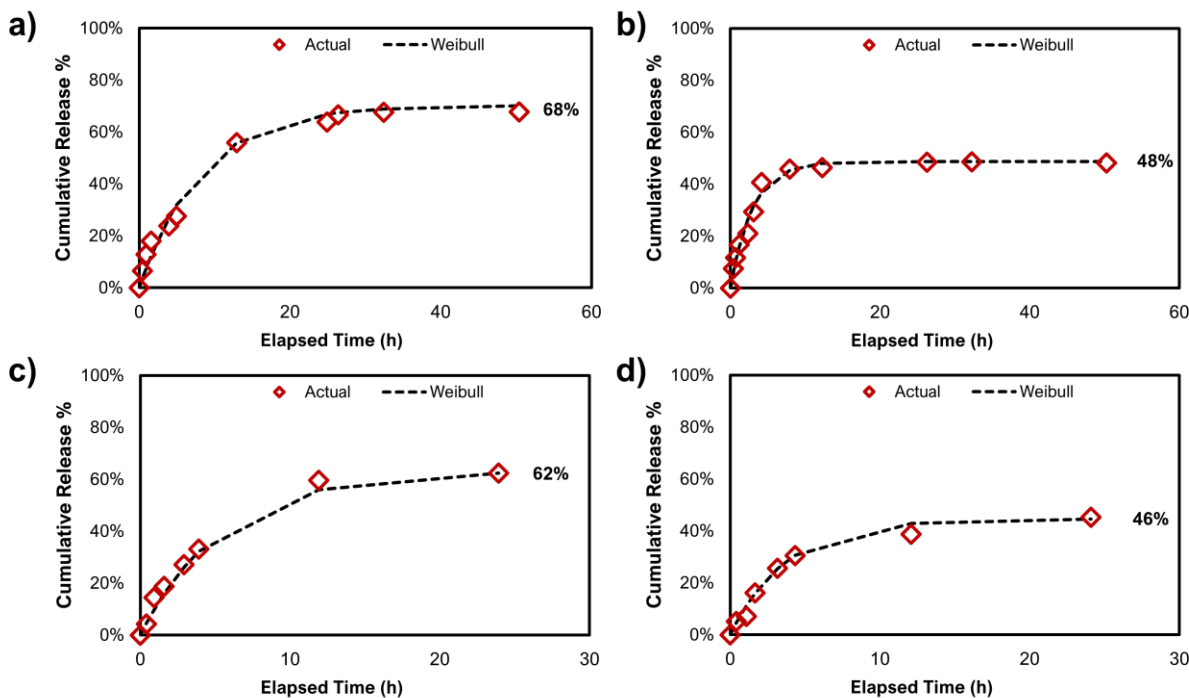 a)
100%
80%
60%
40%
20%
0%
Cumulative Release %
Actual
Weibull
68%
0 20 40 60
Elapsed Time (h)
b)
100%
80%
60%
40%
20%
0%
Cumulative Release %
Actual
Weibull
48%
0 20 40 60
Elapsed Time (h)
c)
100%
80%
60%
40%
20%
0%
Cumulative Release %
Actual
Weibull
62%
0 10 20 30
Elapsed Time (h)
d)
100%
80%
60%
40%
20%
0%
Cumulative Release %
Actual
Weibull
46%
0 10 20 30
Elapsed Time (h)